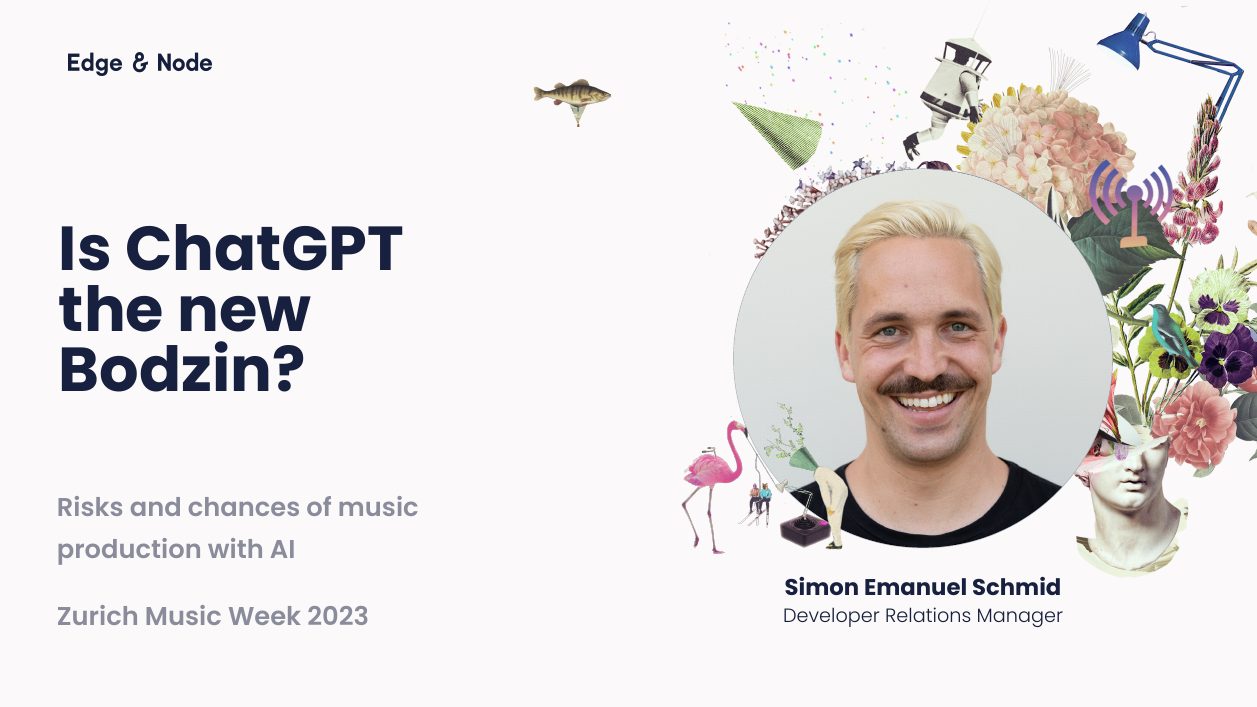 Edge & Node
Is ChatGPT
the new
Bodzin?
Risks and chances of music
production with AI
Zurich Music Week 2023
Simon Emanuel Schmid
Developer Relations Manager